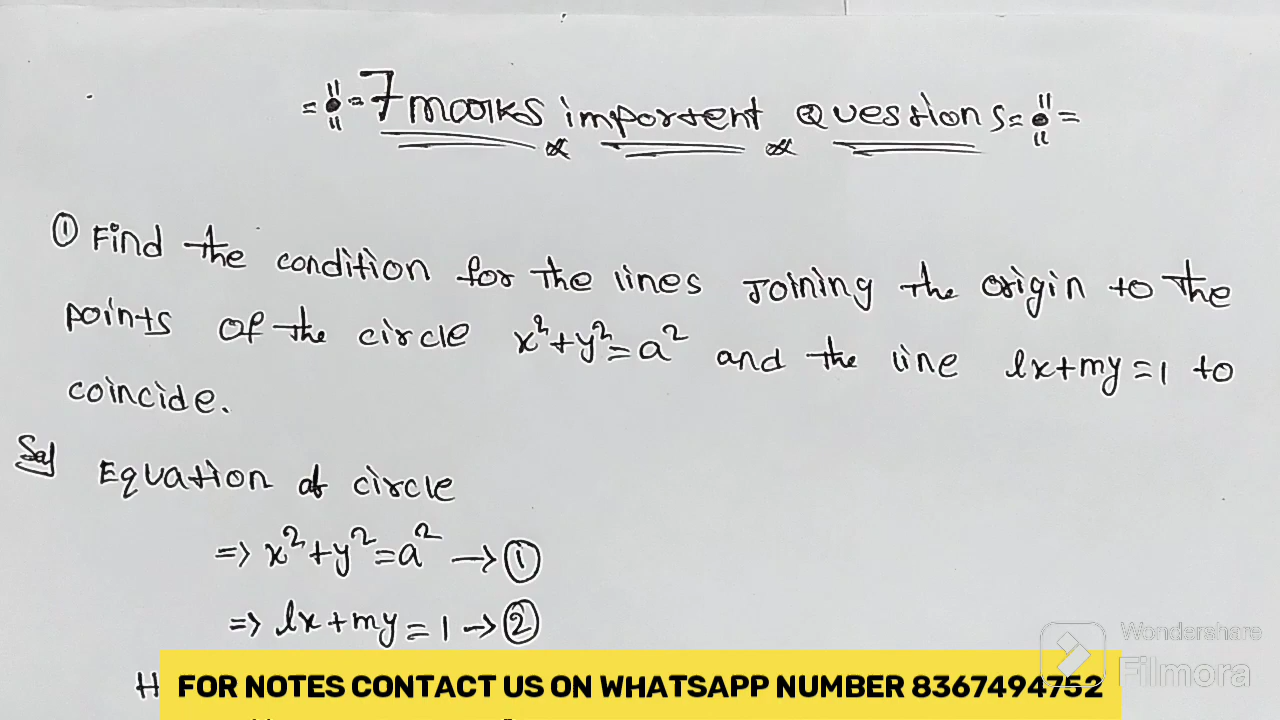 7 marks importent Questions
① Find the condition for the lines Joining the origin to the
points of the circle x²+y²=a² and the line lx+my=1 to
coincide.
Sol Equation of circle
=> x²+y²=a² → ①
=> lx+my=1 → ②
H
FOR NOTES CONTACT US ON WHATSAPP NUMBER 8367494752
Wondershare
Filmora